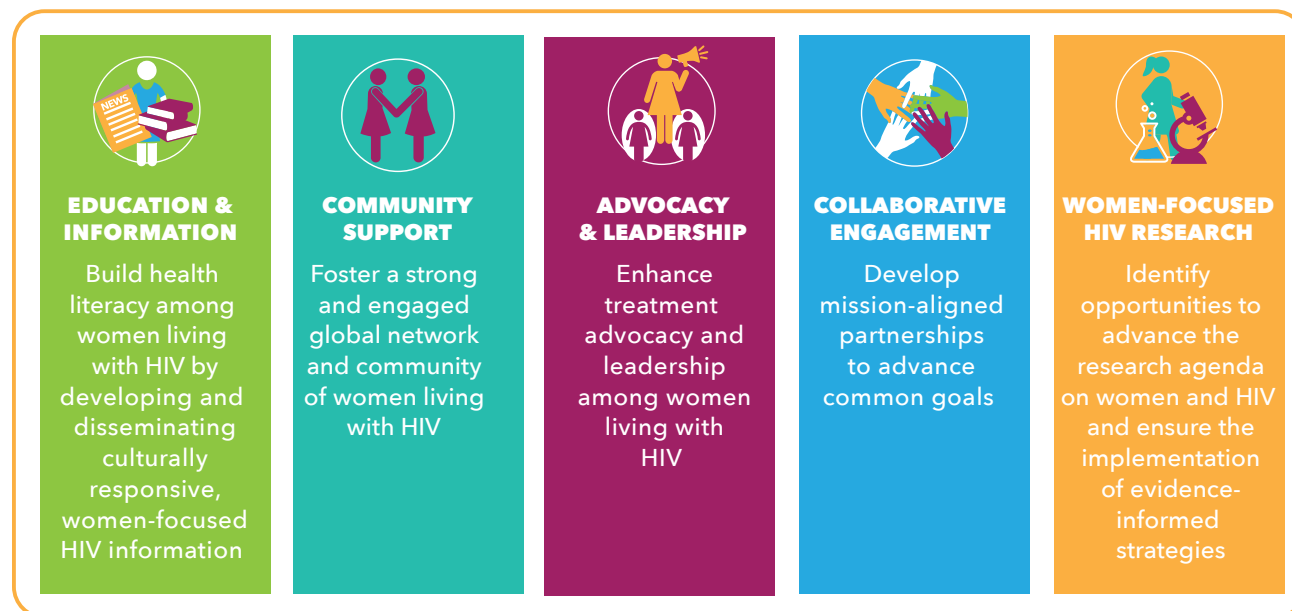 NEWS
EDUCATION &
INFORMATION
Build health
literacy among
women living
with HIV by
developing and
disseminating
culturally
responsive,
women-focused
HIV information
COMMUNITY
SUPPORT
Foster a strong
and engaged
global network
and community
of women living
with HIV
ADVOCACY
& LEADERSHIP
Enhance
treatment
advocacy and
leadership
among women
living with
HIV
COLLABORATIVE
ENGAGEMENT
Develop
mission-aligned
partnerships
to advance
common goals
WOMEN-FOCUSED
HIV RESEARCH
Identify
opportunities to
advance the
research agenda
on women and HIV
and ensure the
implementation
of evidence-
informed
strategies